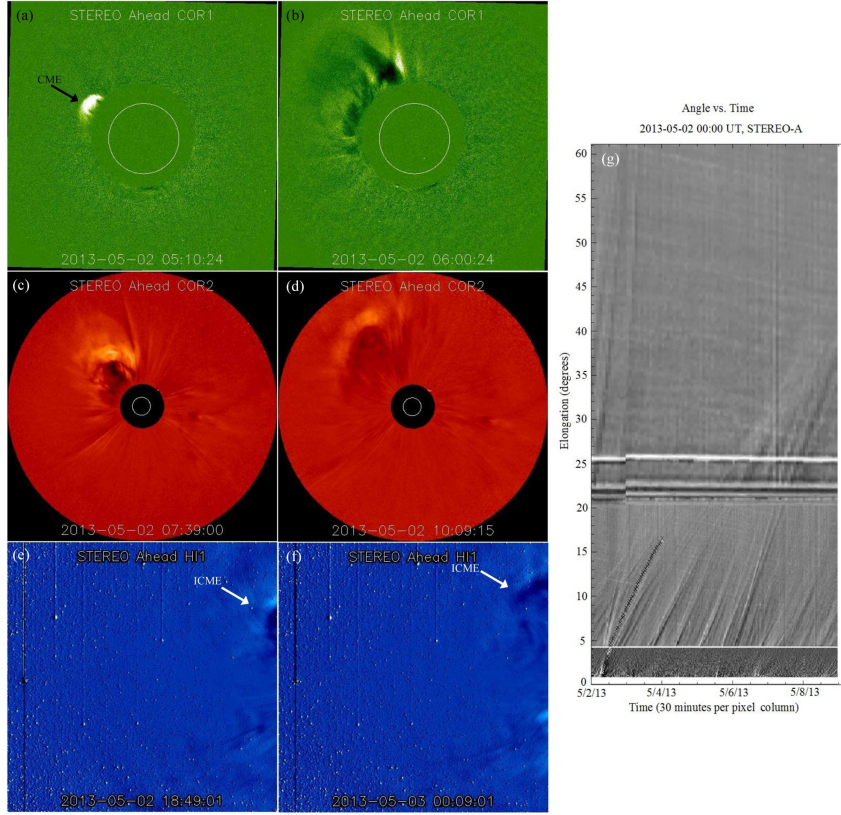 (a)
STEREO Ahead COR1
CME
2013-05-02 05:10:24
(b)
STEREO Ahead COR1
2013-05-02 06:00:24
(c)
STEREO Ahead COR2
2013-05-02 07:39:00
(d)
STEREO Ahead COR2
2013-05-02 10:09:15
(e)
STEREO Ahead HI1
ICME
2013-05-02 18:49:01
(f)
STEREO Ahead HI1
ICME
2013-05-03 00:09:01
Angle vs. Time
2013-05-02 00:00 UT, STEREO-A
(g)
Elongation (degrees)
60
55
50
45
40
35
30
25
20
15
10
5
0
5/2/13 5/4/13 5/6/13 5/8/13
Time (30 minutes per pixel column)